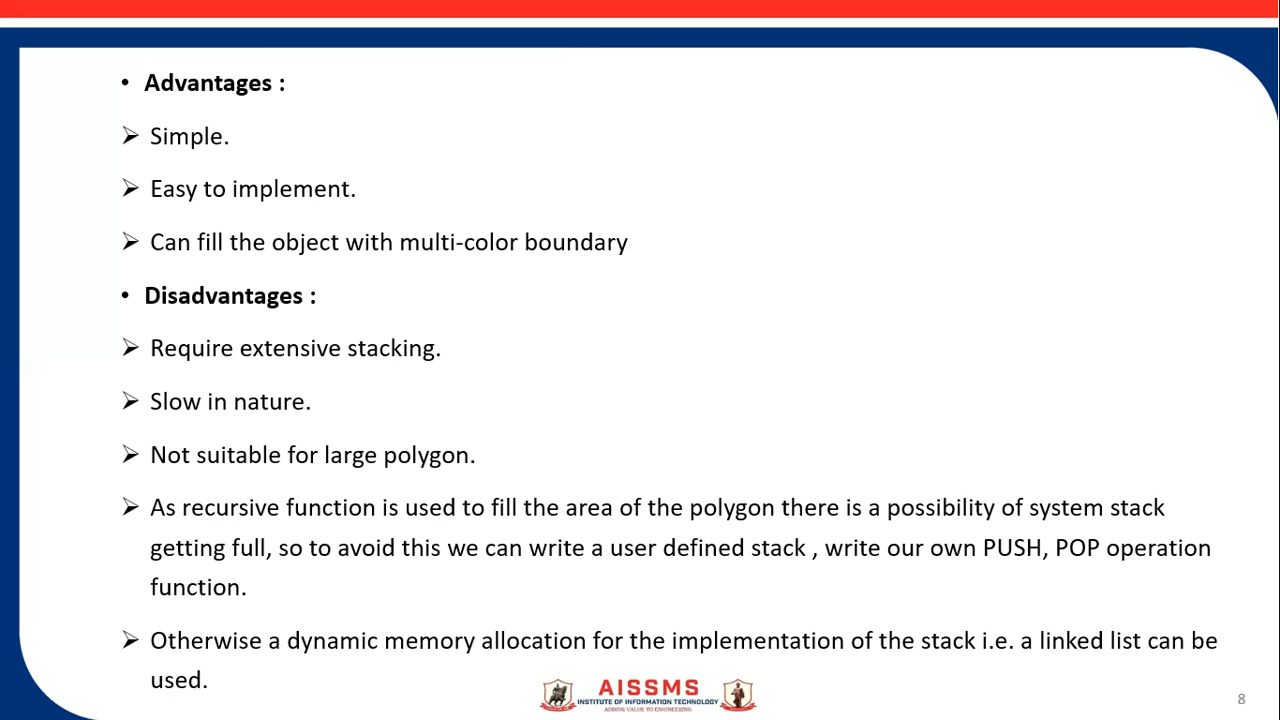 • Advantages :
➢ Simple.
➢ Easy to implement.
➢ Can fill the object with multi-color boundary
• Disadvantages :
➢ Require extensive stacking.
➢ Slow in nature.
➢ Not suitable for large polygon.
➢ As recursive function is used to fill the area of the polygon there is a possibility of system stack
getting full, so to avoid this we can write a user defined stack , write our own PUSH, POP operation
function.
➢ Otherwise a dynamic memory allocation for the implementation of the stack i.e. a linked list can be
used.
AISSMS
INSTITUTE OF INFORMATION TECHNOLOGY
ADDING VALUE TO ENGINEERING
8